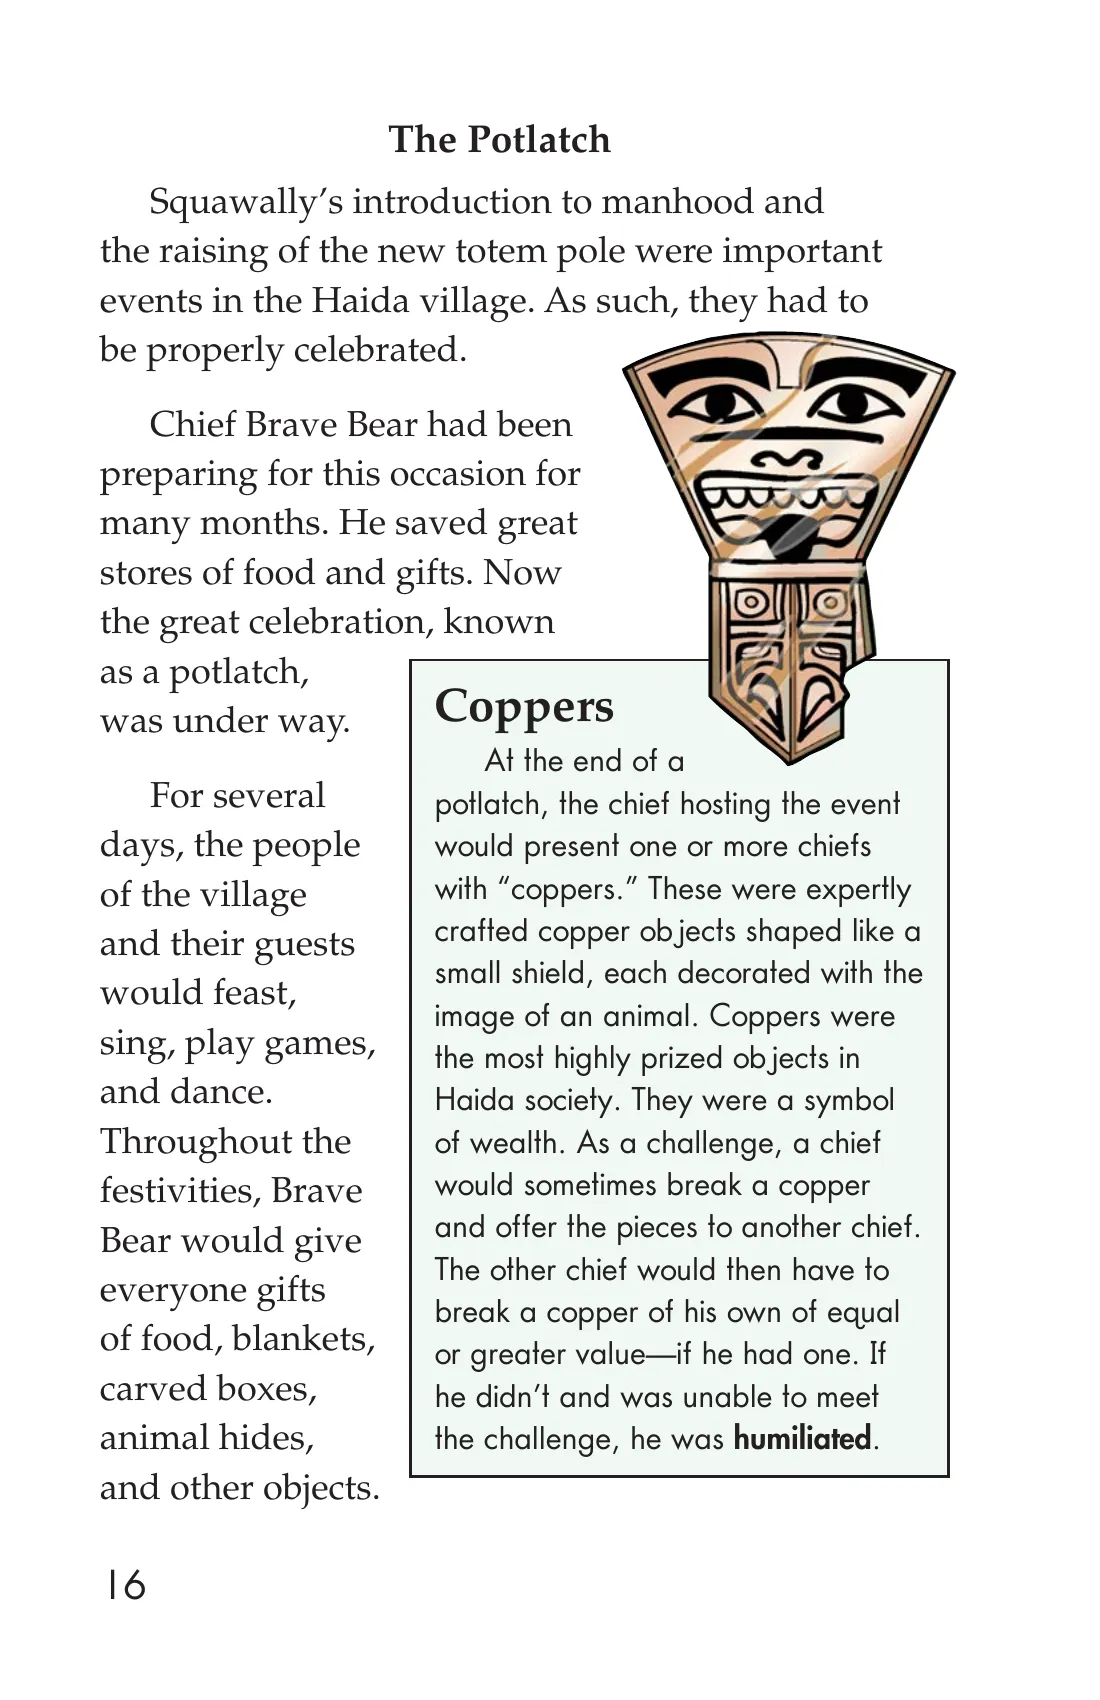 The Potlatch
Squawally’s introduction to manhood and
the raising of the new totem pole were important
events in the Haida village. As such, they had to
be properly celebrated.
Chief Brave Bear had been
preparing for this occasion for
many months. He saved great
stores of food and gifts. Now
the great celebration, known
as a potlatch,
was under way.
For several
days, the people
of the village
and their guests
would feast,
sing, play games,
and dance.
Throughout the
festivities, Brave
Bear would give
everyone gifts
of food, blankets,
carved boxes,
animal hides,
and other objects.
Coppers
At the end of a
potlatch, the chief hosting the event
would present one or more chiefs
with “coppers.” These were expertly
crafted copper objects shaped like a
small shield, each decorated with the
image of an animal. Coppers were
the most highly prized objects in
Haida society. They were a symbol
of wealth. As a challenge, a chief
would sometimes break a copper
and offer the pieces to another chief.
The other chief would then have to
break a copper of his own of equal
or greater value—if he had one. If
he didn’t and was unable to meet
the challenge, he was humiliated.
16